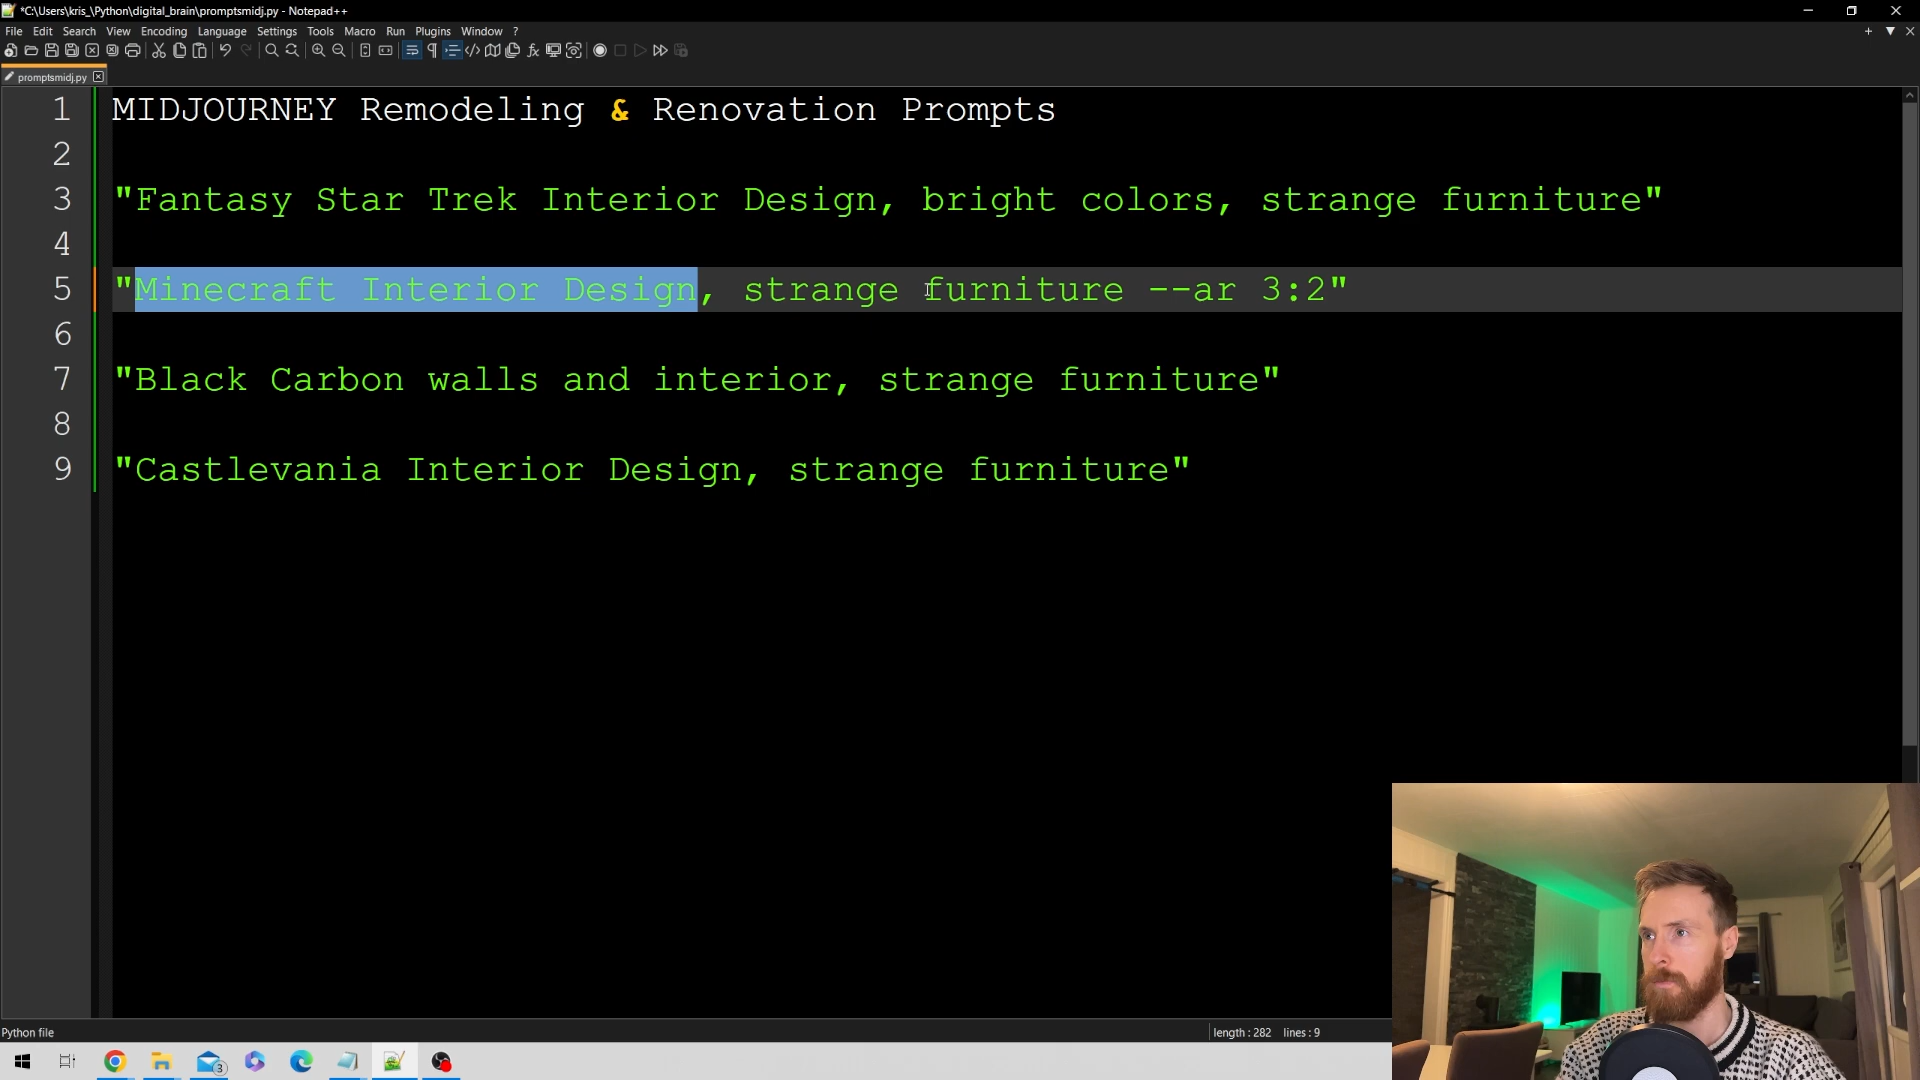 *C:\Users\kris_\Python\digital_brain\promptsmidj.py - Notepad++
File Edit Search View Encoding Language Settings Tools Macro Run Plugins Window ?
promptsmidj.py
1 MIDJOURNEY Remodeling & Renovation Prompts
2
3 "Fantasy Star Trek Interior Design, bright colors, strange furniture"
4
5 "Minecraft Interior Design, strange furniture --ar 3:2"
6
7 "Black Carbon walls and interior, strange furniture"
8
9 "Castlevania Interior Design, strange furniture"
Python file length : 282 lines : 9
3